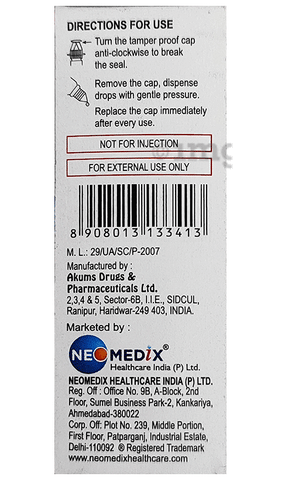 DIRECTIONS FOR USE
Turn the tamper proof cap
anti-clockwise to break
the seal.
Remove the cap, dispense
drops with gentle pressure.
Replace the cap immediately
after every use.
NOT FOR INJECTION
1mg
FOR EXTERNAL USE ONLY
8 908013 133413
M. L.: 29/UA/SC/P-2007
Manufactured by :
Akums Drugs &
Pharmaceuticals Ltd.
2,3,4 & 5, Sector-6B, I.I.E., SIDCUL,
Ranipur, Haridwar-249 403, INDIA.
Marketed by :
NEOMEDiX
Healthcare India (P) Ltd.
NEOMEDIX HEALTHCARE INDIA (P) LTD.
Reg. Off : Office No. 9B, A-Block, 2nd
Floor, Sumel Business Park-2, Kankariya,
Ahmedabad-380022
Corp. Off: Plot No. 239, Middle Portion,
First Floor, Patparganj, Industrial Estate,
Delhi-110092 ® Registered Trademark
www.neomedixhealthcare.com